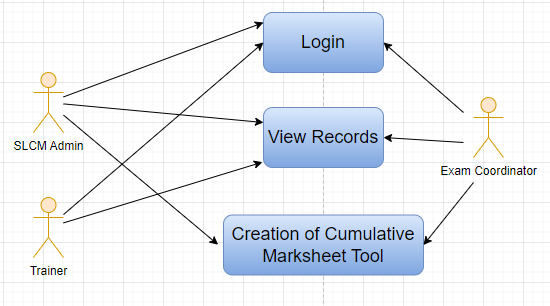 Login
SLCM Admin
View Records
Exam Coordinator
Creation of Cumulative
Marksheet Tool
Trainer